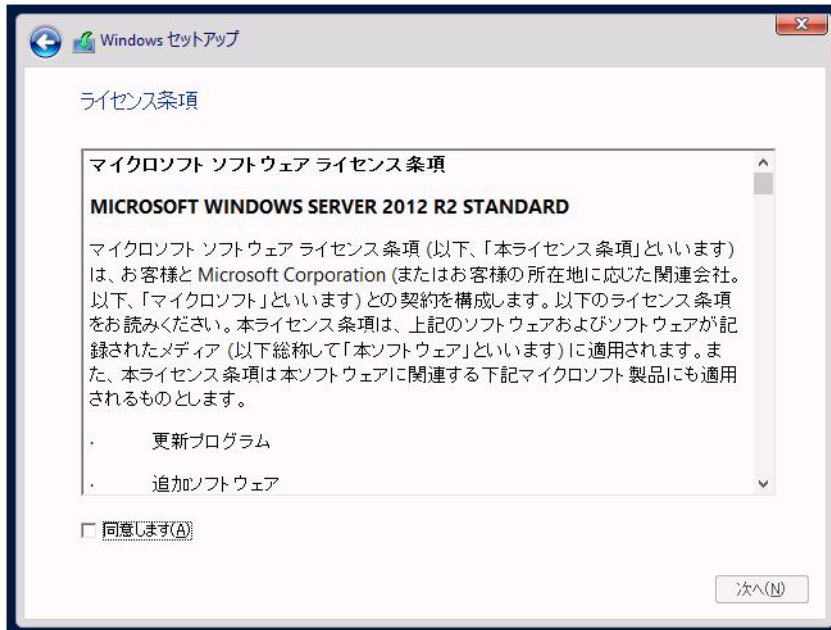 Windows セットアップ
ライセンス条項
マイクロソフト ソフトウェア ライセンス条項
MICROSOFT WINDOWS SERVER 2012 R2 STANDARD
マイクロソフト ソフトウェア ライセンス条項 (以下、「本ライセンス条項」といいます)
は、お客様と Microsoft Corporation (またはお客様の所在地に応じた関連会社。
以下、「マイクロソフト」といいます) との契約を構成します。以下のライセンス条項
をお読みください。本ライセンス条項は、上記のソフトウェアおよびソフトウェアが記
録されたメディア (以下総称して「本ソフトウェア」といいます) に適用されます。ま
た、本ライセンス条項は本ソフトウェアに関連する下記マイクロソフト製品にも適用
されるものとします。
· 更新プログラム
· 追加ソフトウェア
同意します(A)
次へ(N)